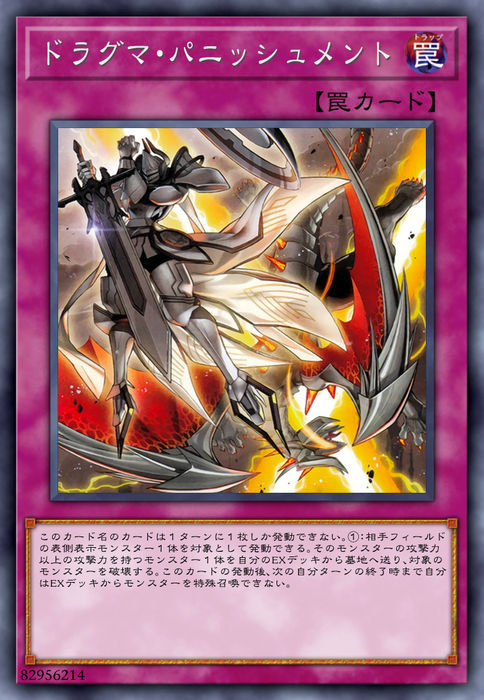 ドラグマ・パニッシュメント
トラップ
罠
【罠カード】
このカード名のカードは１ターンに１枚しか発動できない。①：相手フィールド
の表側表示モンスター１体を対象として発動できる。そのモンスターの攻撃力
以上の攻撃力を持つモンスター１体を自分のEXデッキから墓地へ送り、対象の
モンスターを破壊する。このカードの発動後、次の自分ターンの終了時まで自分
はEXデッキからモンスターを特殊召喚できない。
82956214